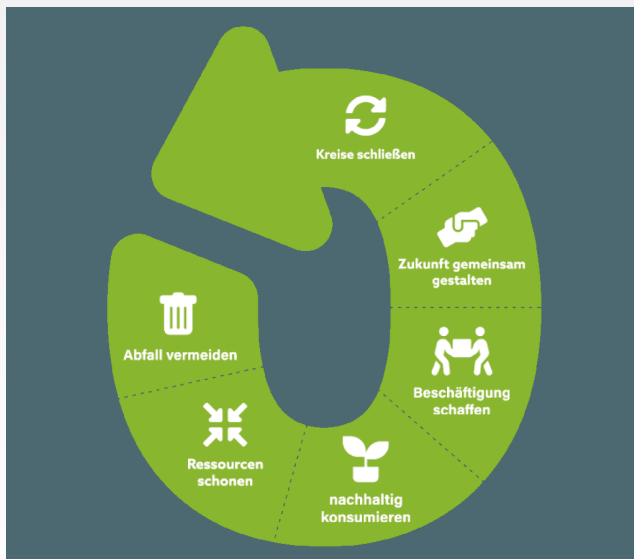 Kreise schließen
Zukunft gemeinsam
gestalten
Beschäftigung
schaffen
nachhaltig
konsumieren
Ressourcen
schonen
Abfall vermeiden